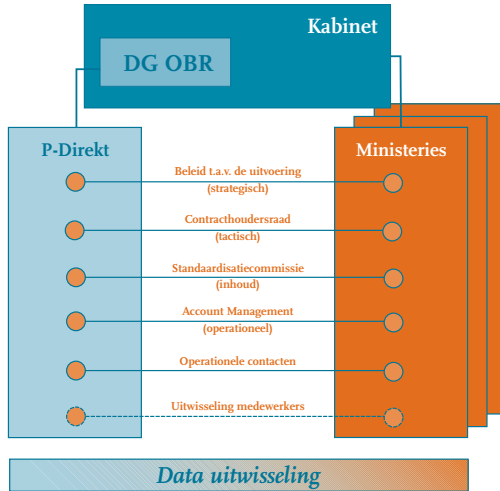 Kabinet
DG OBR
P-Direkt
Ministeries
Beleid t.a.v. de uitvoering
(strategisch)
Contracthoudersraad
(tactisch)
Standaardisatiecommissie
(inhoud)
Account Management
(operationeel)
Operationele contacten
Uitwisseling medewerkers
Data uitwisseling